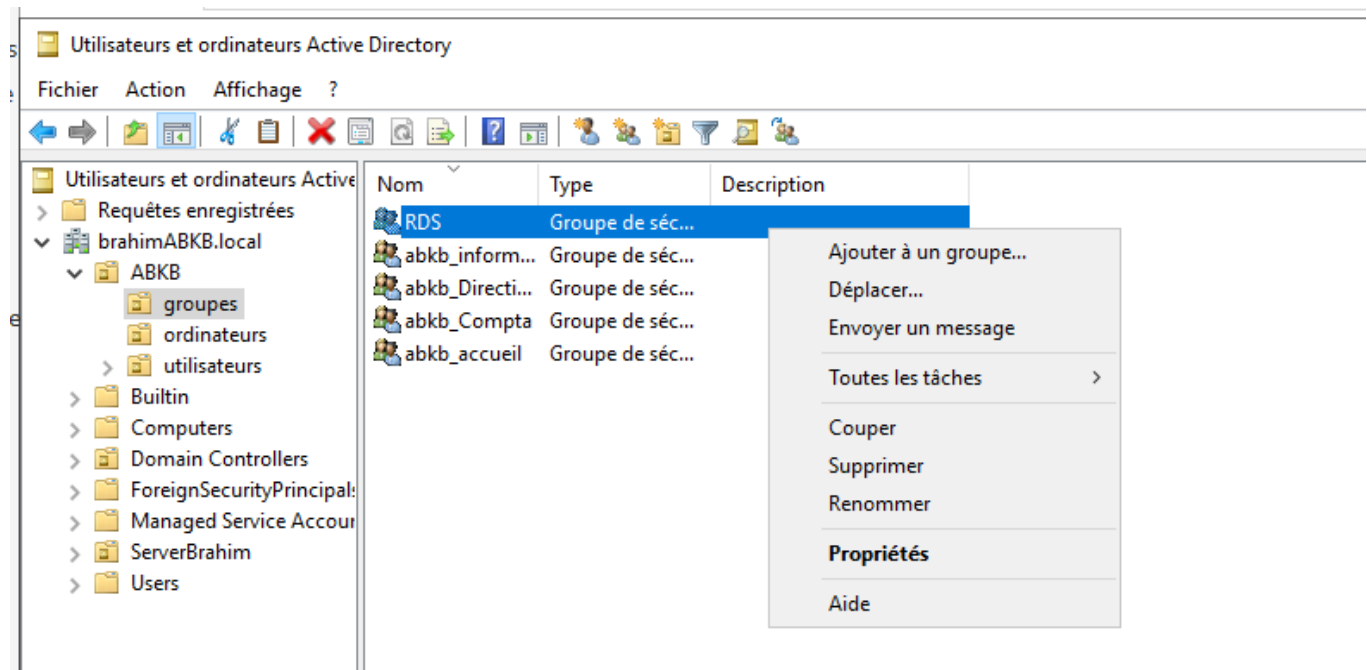 Utilisateurs et ordinateurs Active Directory
Fichier Action Affichage ?
Utilisateurs et ordinateurs Active
Requêtes enregistrées
brahimABKB.local
ABKB
groupes
ordinateurs
utilisateurs
Builtin
Computers
Domain Controllers
ForeignSecurityPrincipal
Managed Service Accour
ServerBrahim
Users
Nom Type Description
RDS Groupe de séc...
abkb_inform... Groupe de séc...
abkb_Directi... Groupe de séc...
abkb_Compta Groupe de séc...
abkb_accueil Groupe de séc...
Ajouter à un groupe...
Déplacer...
Envoyer un message
Toutes les tâches >
Couper
Supprimer
Renommer
Propriétés
Aide